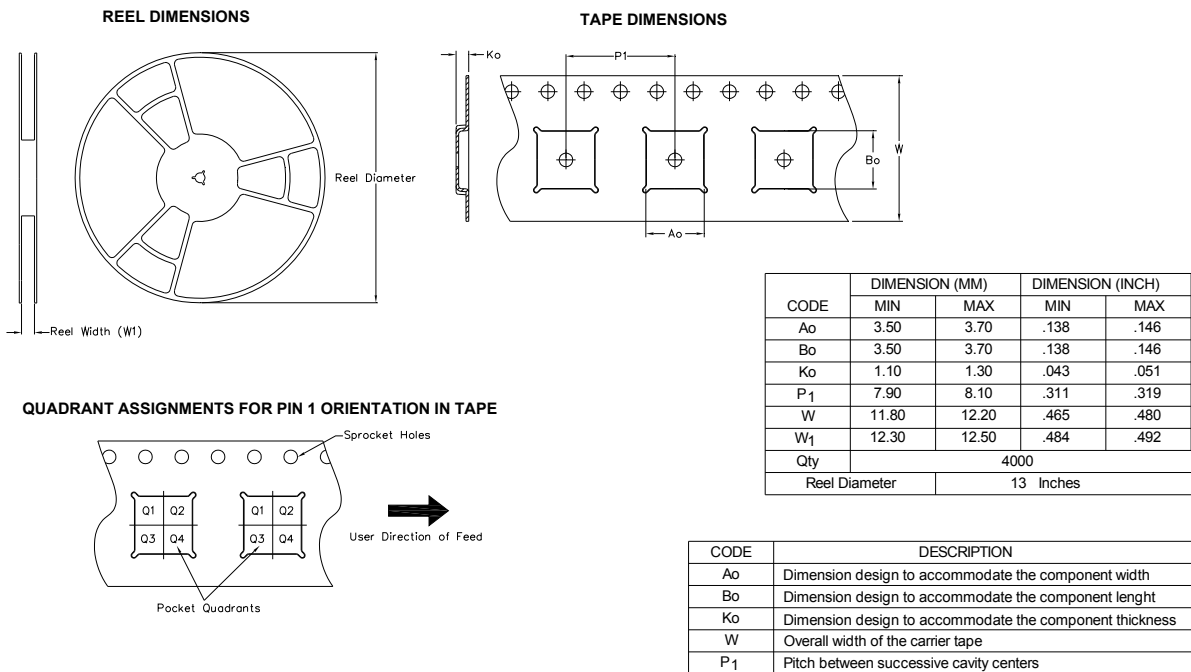 REEL DIMENSIONS
TAPE DIMENSIONS
Ko
P1
Reel Diameter
W
Bo
Ao
Reel Width (W1)
DIMENSION (MM) DIMENSION (INCH)
CODE MIN MAX MIN MAX
Ao 3.50 3.70 .138 .146
Bo 3.50 3.70 .138 .146
Ko 1.10 1.30 .043 .051
P1 7.90 8.10 .311 .319
W 11.80 12.20 .465 .480
W1 12.30 12.50 .484 .492
Qty 4000
Reel Diameter 13 Inches
QUADRANT ASSIGNMENTS FOR PIN 1 ORIENTATION IN TAPE
Sprocket Holes
Q1 Q2 Q1 Q2
Q3 Q4 Q3 Q4
User Direction of Feed
Pocket Quadrants
CODE DESCRIPTION
Ao Dimension design to accommodate the component width
Bo Dimension design to accommodate the component lenght
Ko Dimension design to accommodate the component thickness
W Overall width of the carrier tape
P1 Pitch between successive cavity centers